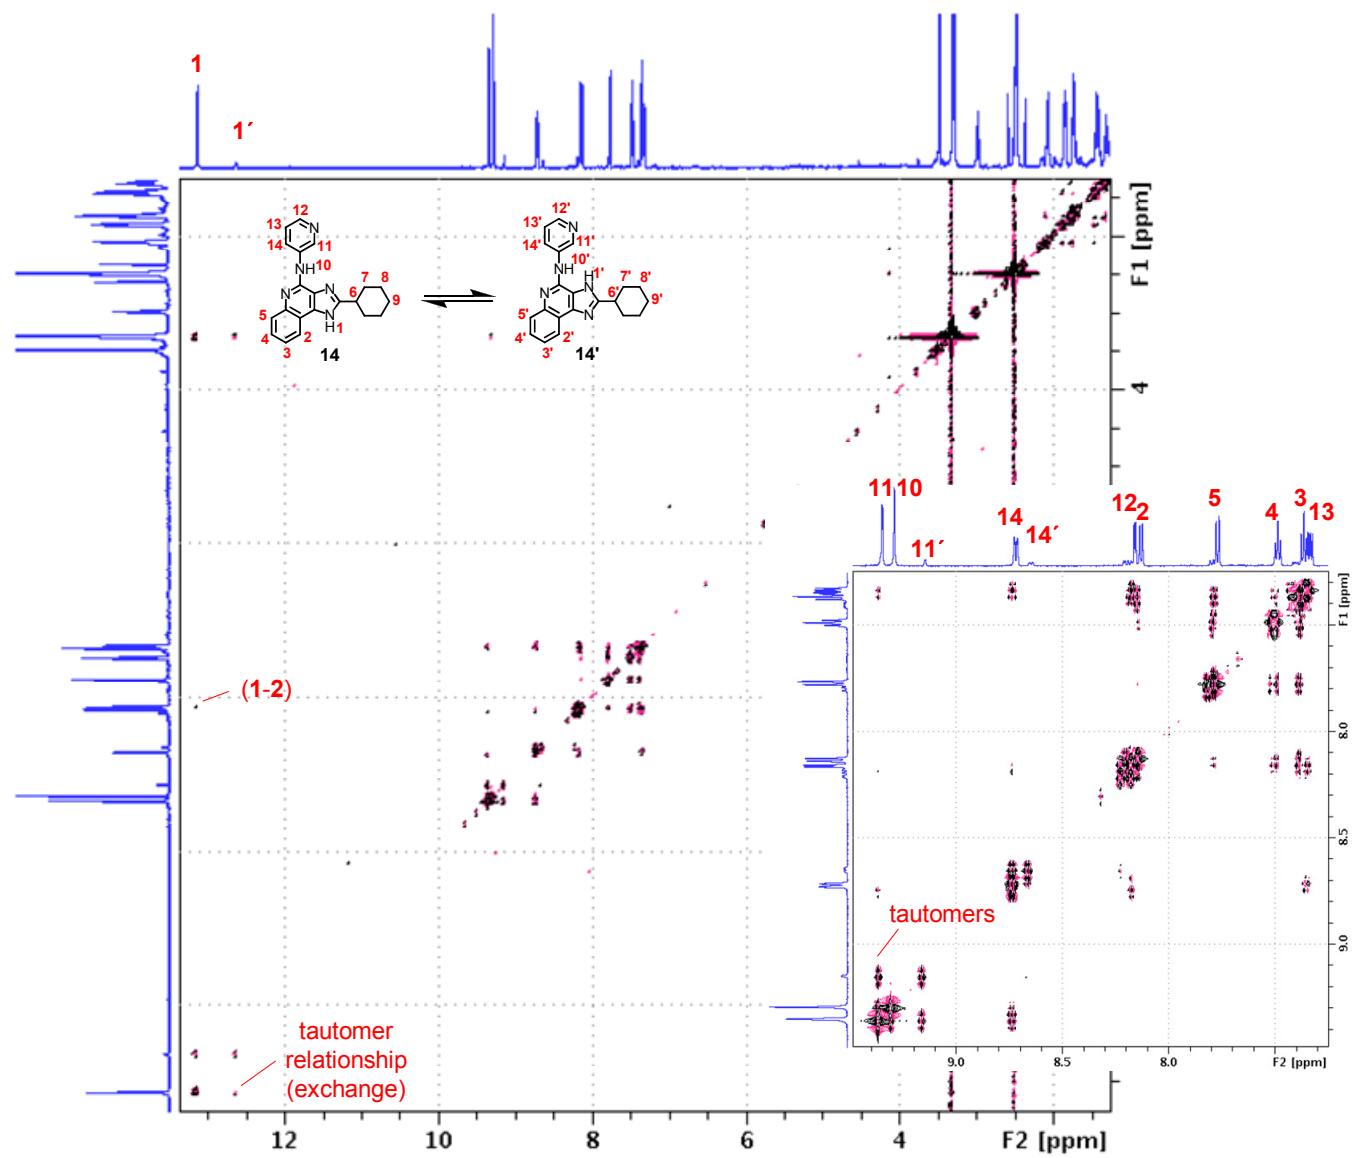 1
1´
12
13
N
14
11
NH
10
7
8
N
N
6
9
5
N
H
1
4
2
3
14
12'
13'
N
14'
11'
10'
NH
H
1'
7'
8'
N
N
6'
9'
5'
N
4'
2'
3'
14'
F1 [ppm]
4
(1-2)
11 10
11´
14
14´
12
2
5
4
3
13
F1 [ppm]
8.0
8.5
9.0
tautomers
9.0
8.5
8.0
F2 [ppm]
tautomer
relationship
(exchange)
12
10
8
6
4
F2 [ppm]